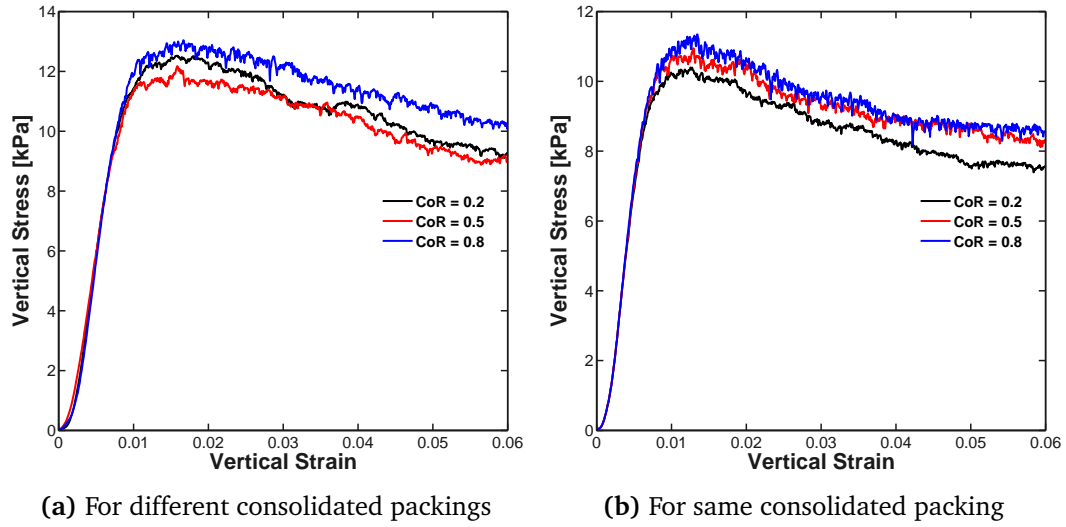 14
12
10
8
6
4
2
0
Vertical Stress [kPa]
CoR = 0.2
CoR = 0.5
CoR = 0.8
0 0.01 0.02 0.03 0.04 0.05 0.06
Vertical Strain
(a) For different consolidated packings
12
10
8
6
4
2
0
Vertical Stress [kPa]
CoR = 0.2
CoR = 0.5
CoR = 0.8
0 0.01 0.02 0.03 0.04 0.05 0.06
Vertical Strain
(b) For same consolidated packing